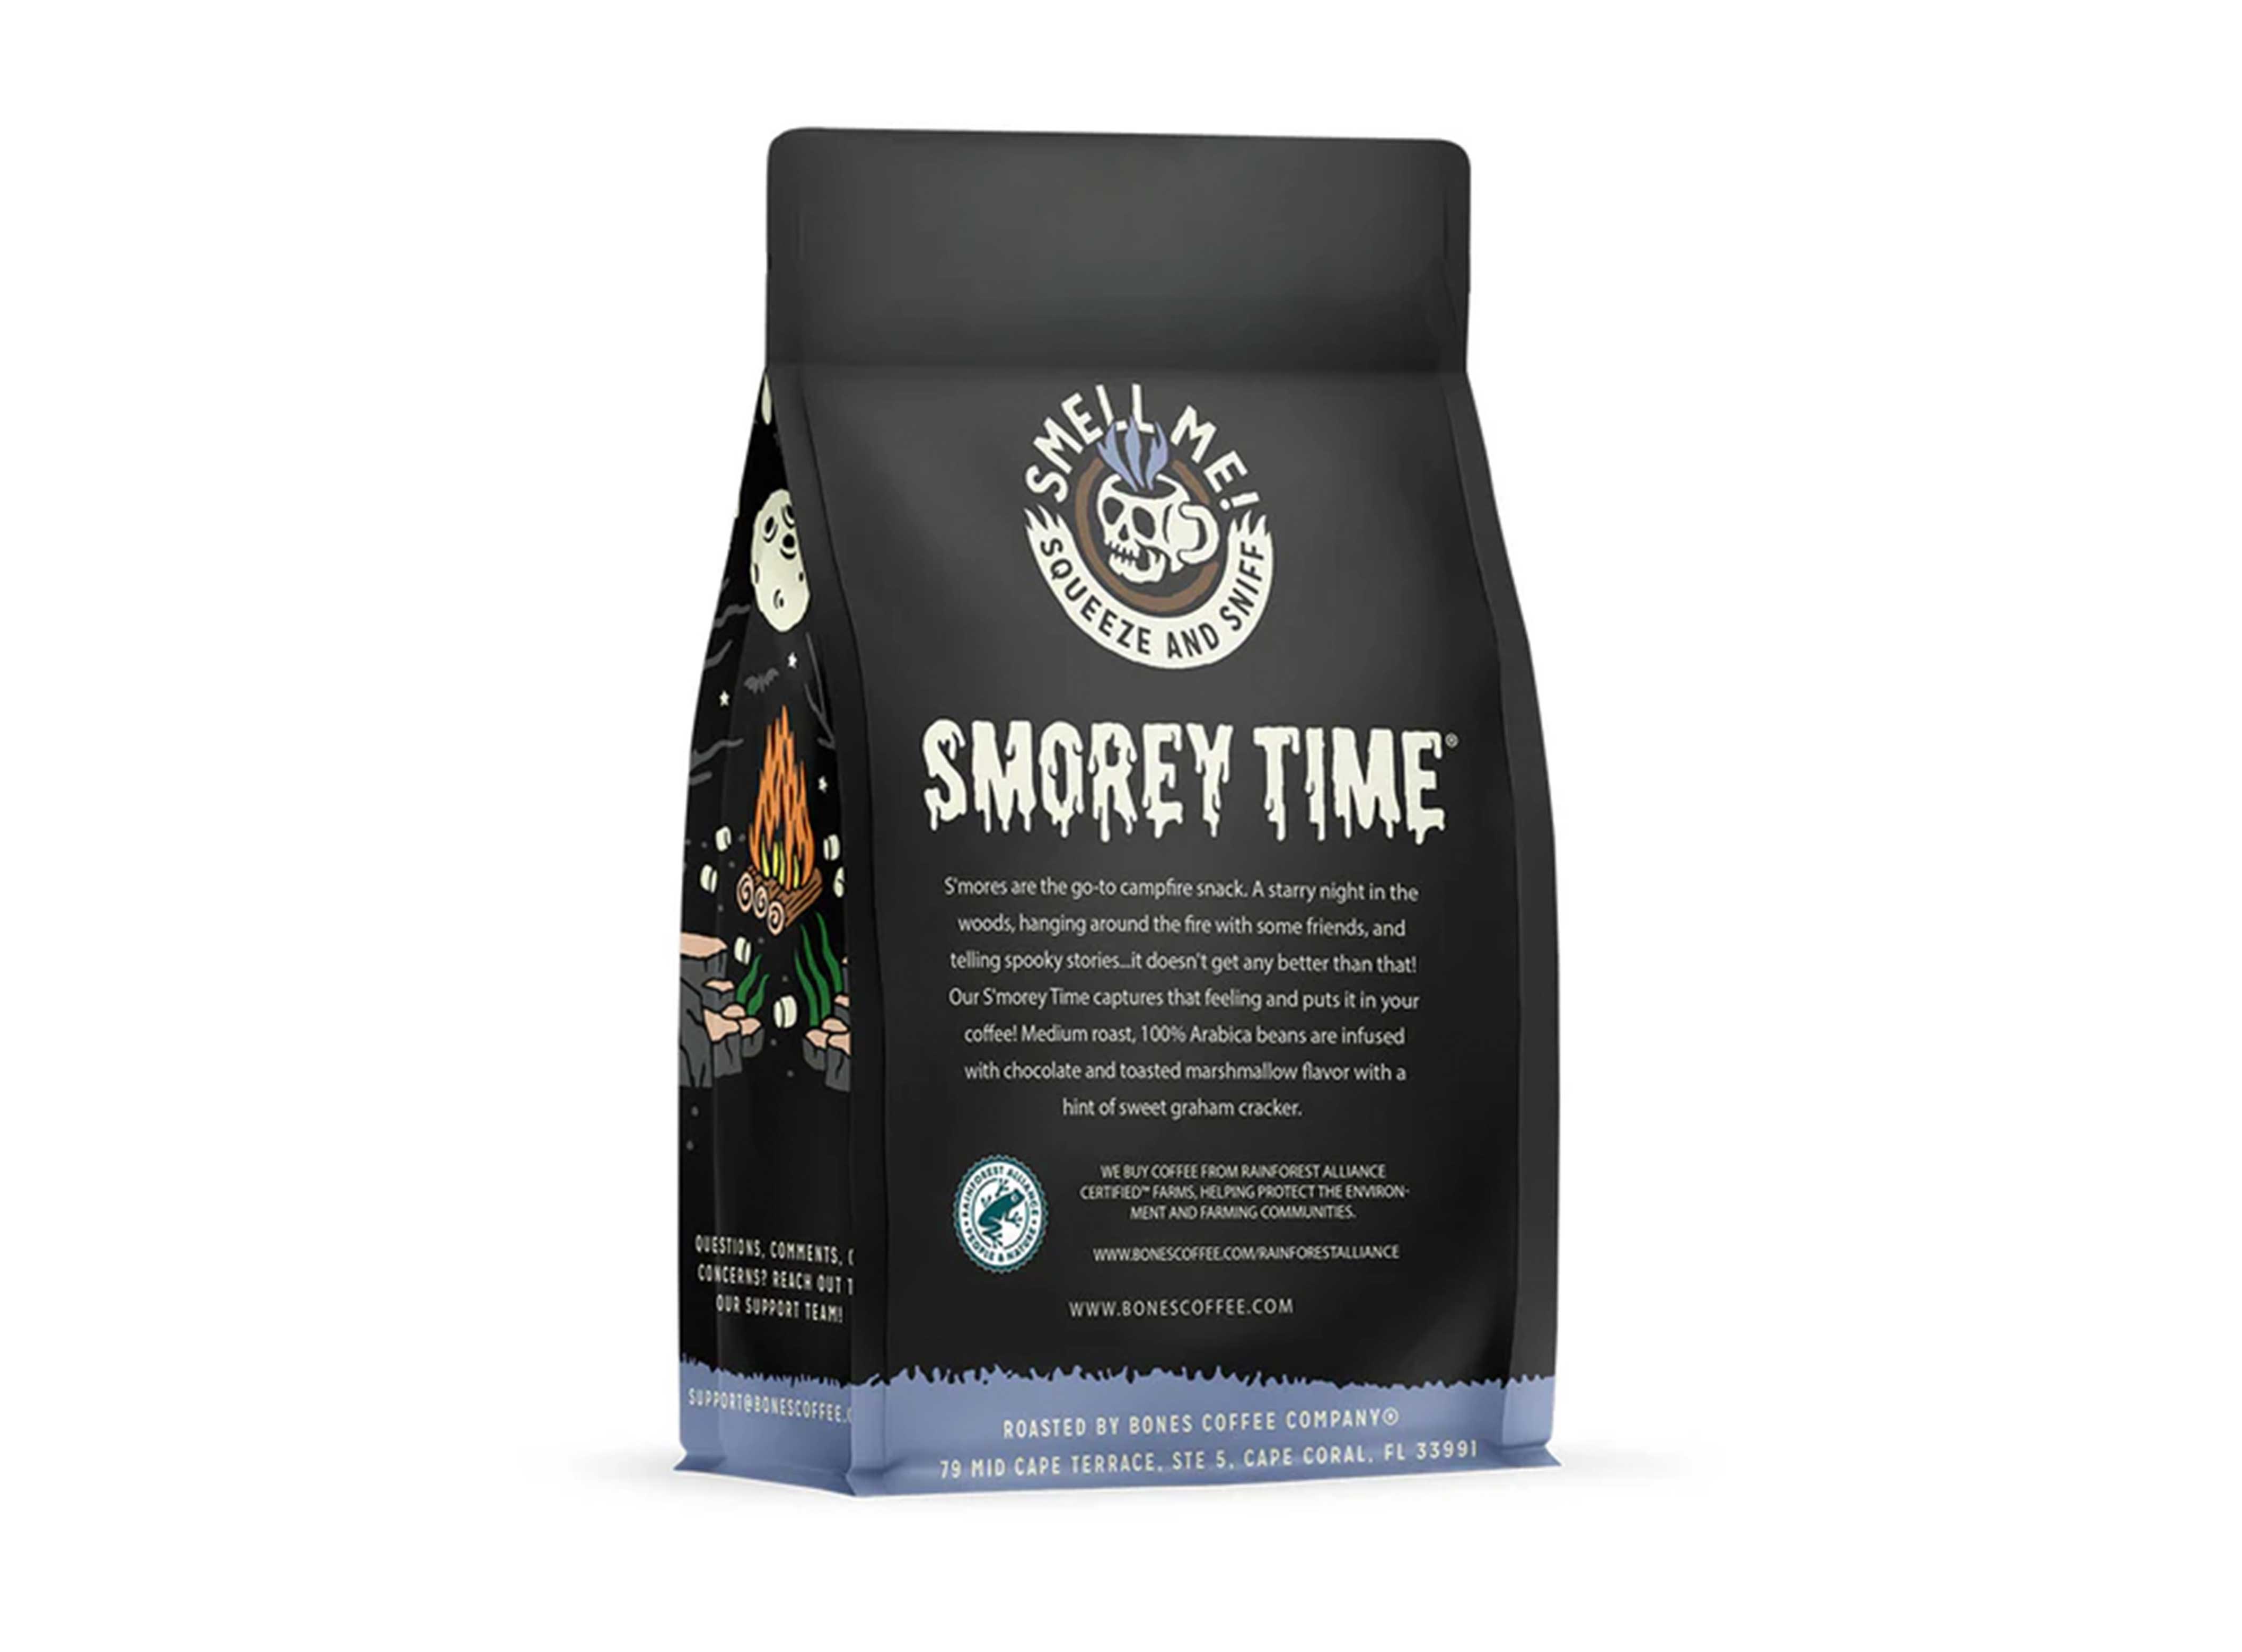 SMELL ME!
SQUEEZE AND SNIFF
SMOREY TIME®
S'mores are the go-to campfire snack. A starry night in the
woods, hanging around the fire with some friends, and
telling spooky stories...it doesn't get any better than that!
Our S'morey Time captures that feeling and puts it in your
coffee! Medium roast, 100% Arabica beans are infused
with chocolate and toasted marshmallow flavor with a
hint of sweet graham cracker.
RAINFOREST ALLIANCE
PEOPLE & NATURE
WE BUY COFFEE FROM RAINFOREST ALLIANCE
CERTIFIED™ FARMS, HELPING PROTECT THE ENVIRON-
MENT AND FARMING COMMUNITIES.
WWW.BONESCOFFEE.COM/RAINFORESTALLIANCE
WWW.BONESCOFFEE.COM
ROASTED BY BONES COFFEE COMPANY®
79 MID CAPE TERRACE, STE 5, CAPE CORAL, FL 33991
QUESTIONS, COMMENTS,
CONCERNS? REACH OUT
OUR SUPPORT TEAM!
SUPPORT@BONESCOFFEE.